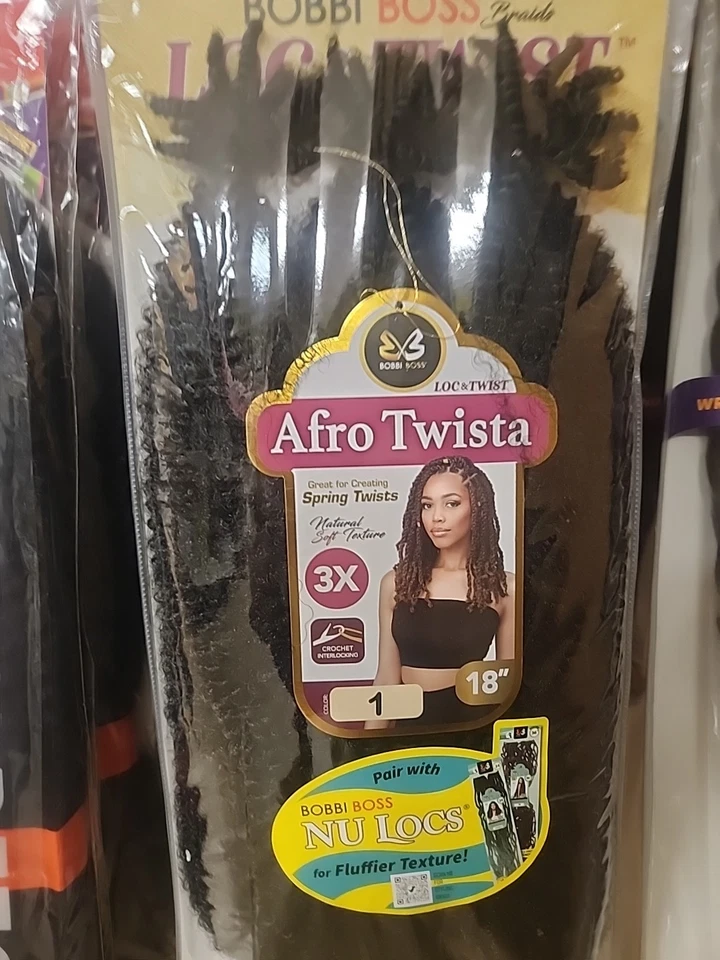 BOBBI BOSS Braids
LOC & TWIST™
BOBBI BOSS
LOC & TWIST
Afro Twista
Great for Creating
Spring Twists
Natural
Soft Texture
3X
CROCHET
INTERLOCKING
COLOR
1
18"
Pair with
BOBBI BOSS
NU LOCS®
for Fluffier Texture!